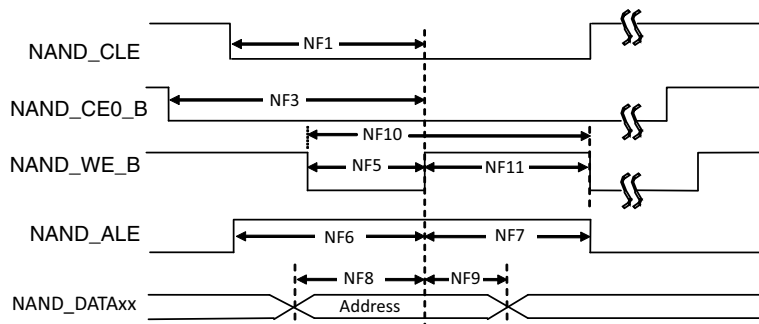 NAND_CLE
NF1
NAND_CE0_B
NF3
NF10
NAND_WE_B
NF5
NF11
NAND_ALE
NF6
NF7
NF8
NF9
NAND_DATAxx
Address